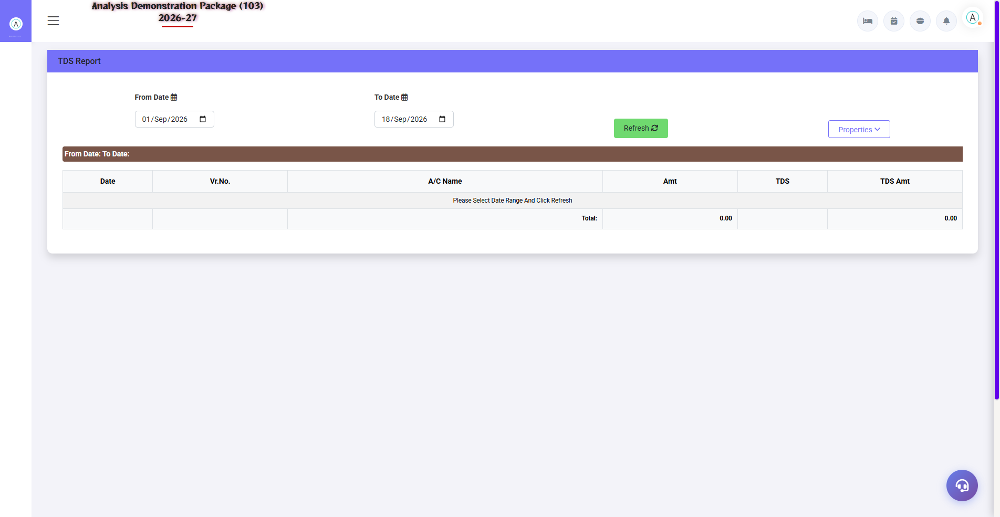 Analysis Demonstration Package (103)
2026-27
A
A
TDS Report
From Date
To Date
01/Sep/2026
18/Sep/2026
Refresh
Properties
From Date: To Date:
Date Vr.No. A/C Name Amt TDS TDS Amt
Please Select Date Range And Click Refresh
Total: 0.00 0.00